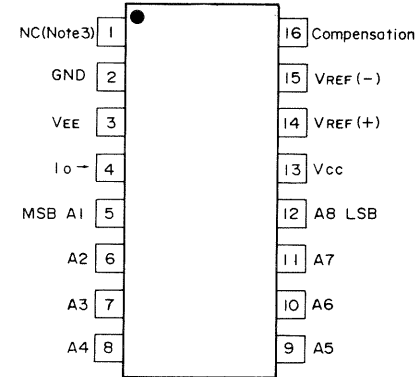 NC(Note3) 1
GND 2
VEE 3
Io→ 4
MSB A1 5
A2 6
A3 7
A4 8
16 Compensation
15 VREF(-)
14 VREF(+)
13 Vcc
12 A8 LSB
11 A7
10 A6
9 A5